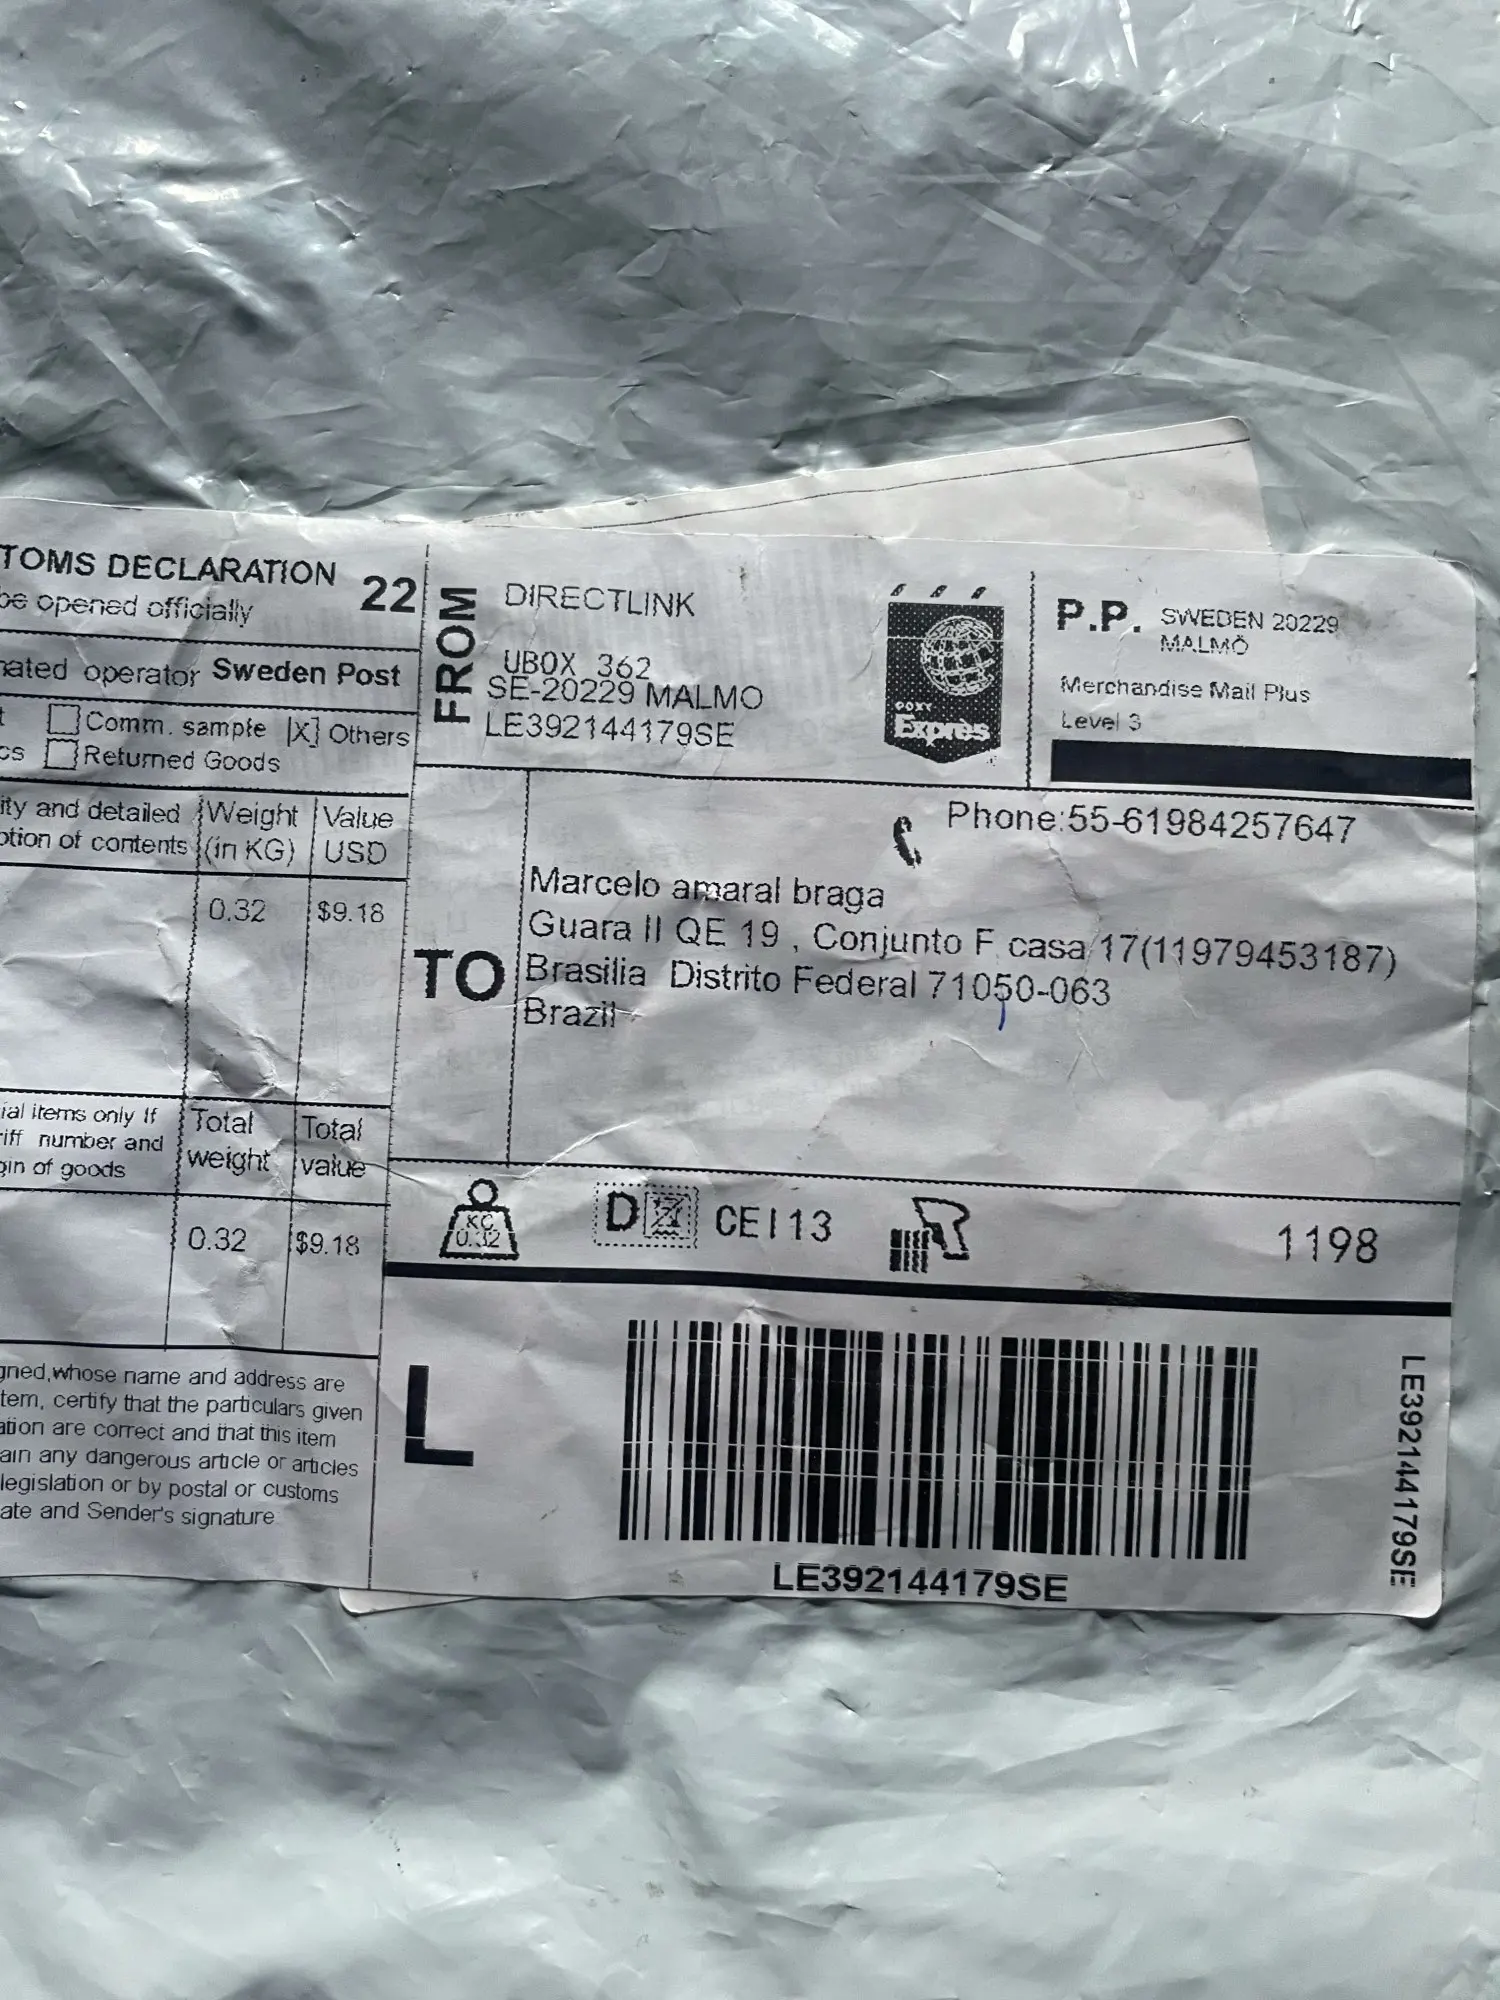 TOMS DECLARATION 22
be opened officially
nated operator Sweden Post
Comm. sample [X] Others
cs Returned Goods
ity and detailed
ption of contents
Weight
(in KG)
Value
USD
0.32 $9.18
ial items only If
riff number and
gin of goods
Total
weight
Total
value
0.32 $9.18
gned,whose name and address are
tem, certify that the particulars given
ation are correct and that this item
ain any dangerous article or articles
legislation or by postal or customs
ate and Sender's signature
FROM
DIRECTLINK
UBOX 362
SE-20229 MALMO
LE392144179SE
Exprès
P.P. SWEDEN 20229
MALMÖ
Merchandise Mail Plus
Level 3
Phone:55-61984257647
TO
Marcelo amaral braga
Guara II QE 19 , Conjunto F casa 17(11979453187)
Brasilia Distrito Federal 71050-063
Brazil
KG
0.32
D CE113 1198
L
LE392144179SE
LE392144179SE